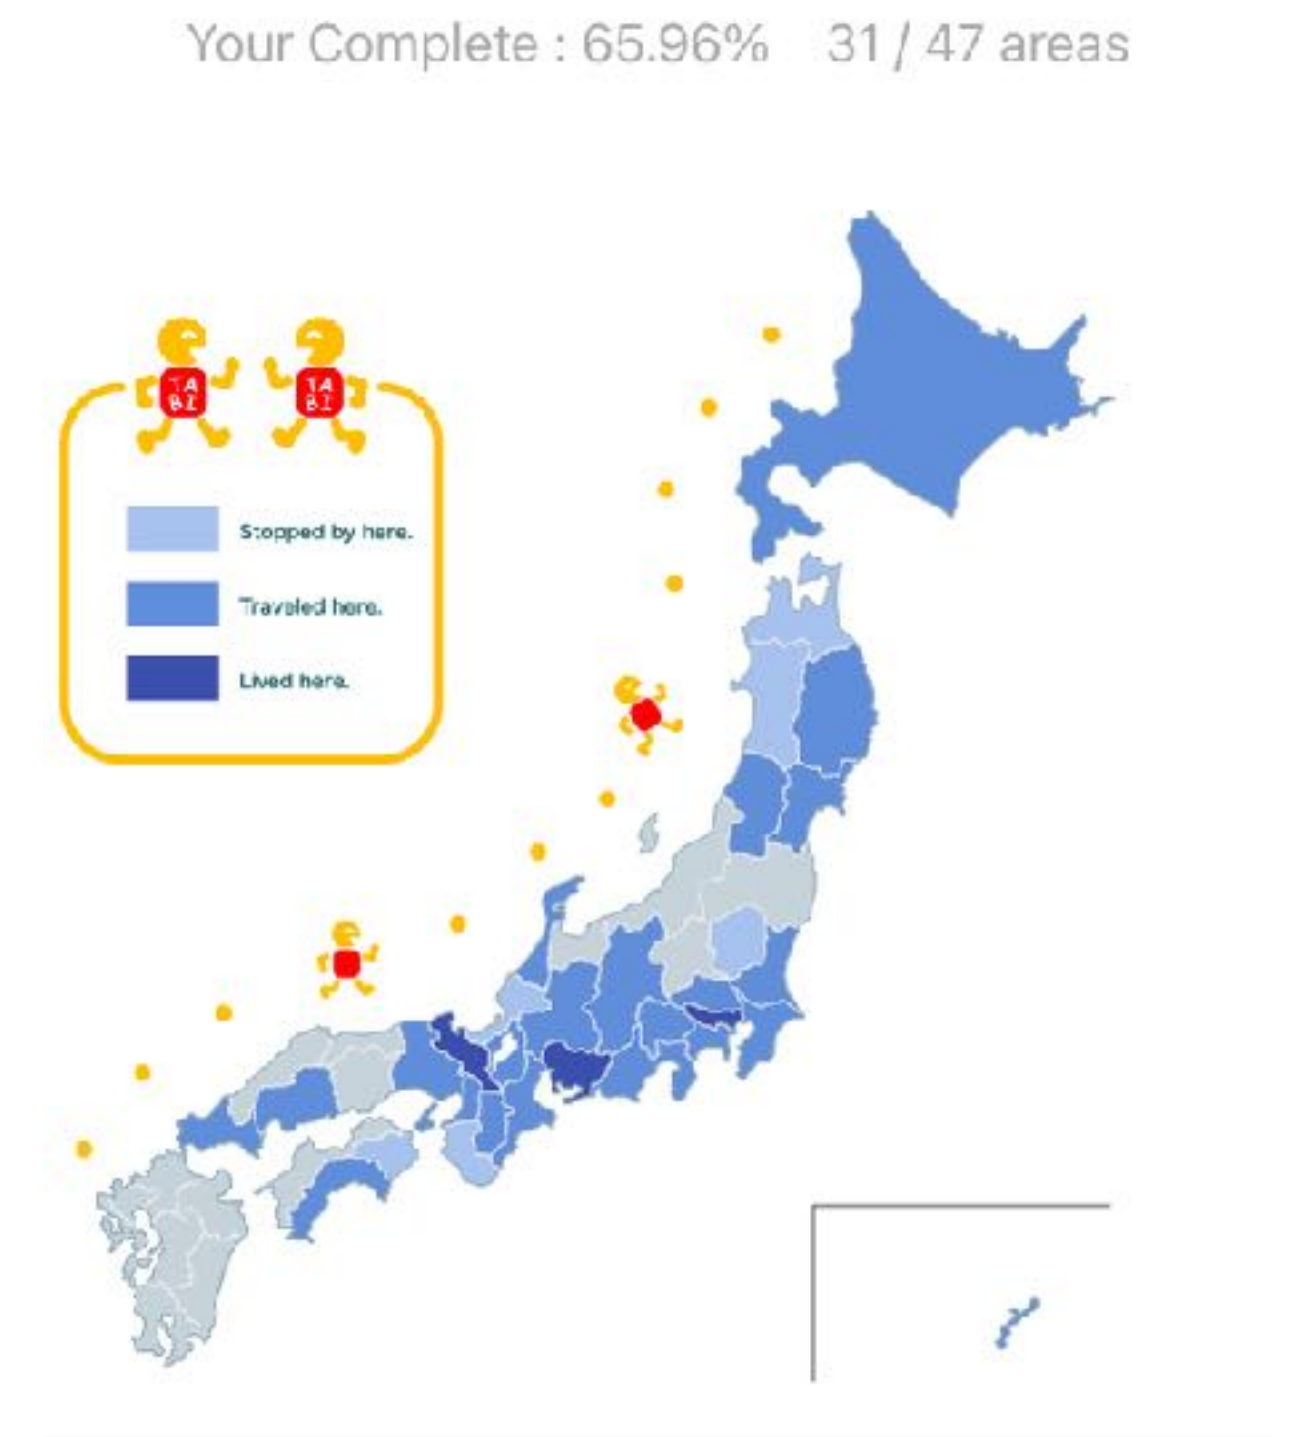 Your Complete : 65.96% 31 / 47 areas
TA
BI
TA
BI
Stopped by here.
Traveled here.
Lived here.